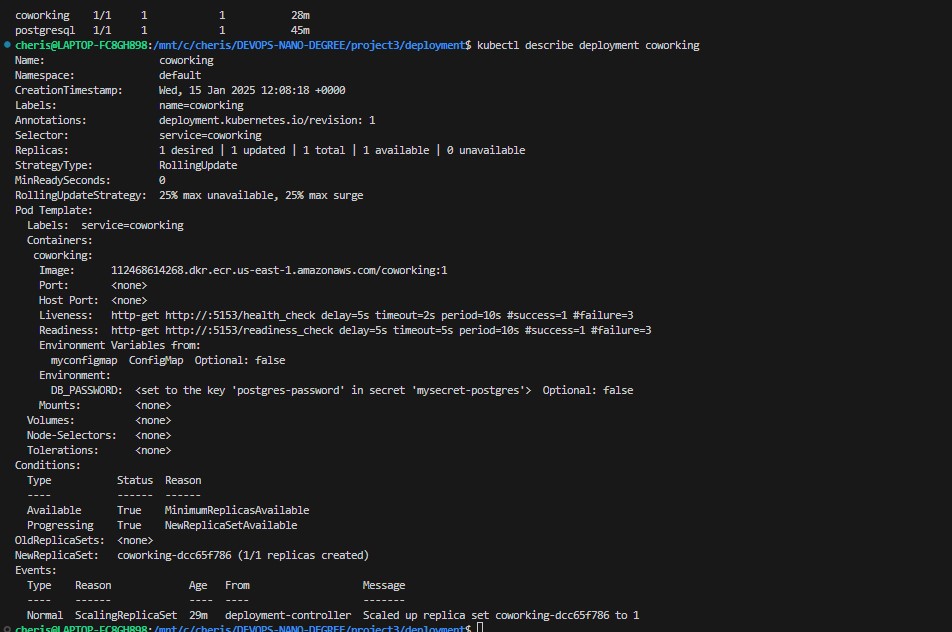 coworking 1/1 1 1 28m
postgresql 1/1 1 1 45m
cheris@LAPTOP-FC8GH898:/mnt/c/cheris/DEVOPS-NANO-DEGREE/project3/deployment$ kubectl describe deployment coworking
Name: coworking
Namespace: default
CreationTimestamp: Wed, 15 Jan 2025 12:08:18 +0000
Labels: name=coworking
Annotations: deployment.kubernetes.io/revision: 1
Selector: service=coworking
Replicas: 1 desired | 1 updated | 1 total | 1 available | 0 unavailable
StrategyType: RollingUpdate
MinReadySeconds: 0
RollingUpdateStrategy: 25% max unavailable, 25% max surge
Pod Template:
Labels: service=coworking
Containers:
coworking:
Image: 112468614268.dkr.ecr.us-east-1.amazonaws.com/coworking:1
Port: <none>
Host Port: <none>
Liveness: http-get http://:5153/health_check delay=5s timeout=2s period=10s #success=1 #failure=3
Readiness: http-get http://:5153/readiness_check delay=5s timeout=5s period=10s #success=1 #failure=3
Environment Variables from:
myconfigmap ConfigMap Optional: false
Environment:
DB_PASSWORD: <set to the key 'postgres-password' in secret 'mysecret-postgres'> Optional: false
Mounts: <none>
Volumes: <none>
Node-Selectors: <none>
Tolerations: <none>
Conditions:
Type Status Reason
---- ------ ------
Available True MinimumReplicasAvailable
Progressing True NewReplicaSetAvailable
OldReplicaSets: <none>
NewReplicaSet: coworking-dcc65f786 (1/1 replicas created)
Events:
Type Reason Age From Message
---- ------ ---- ---- -------
Normal ScalingReplicaSet 29m deployment-controller Scaled up replica set coworking-dcc65f786 to 1
cheris@LAPTOP-FC8GH898:/mnt/c/cheris/DEVOPS-NANO-DEGREE/project3/deployment$